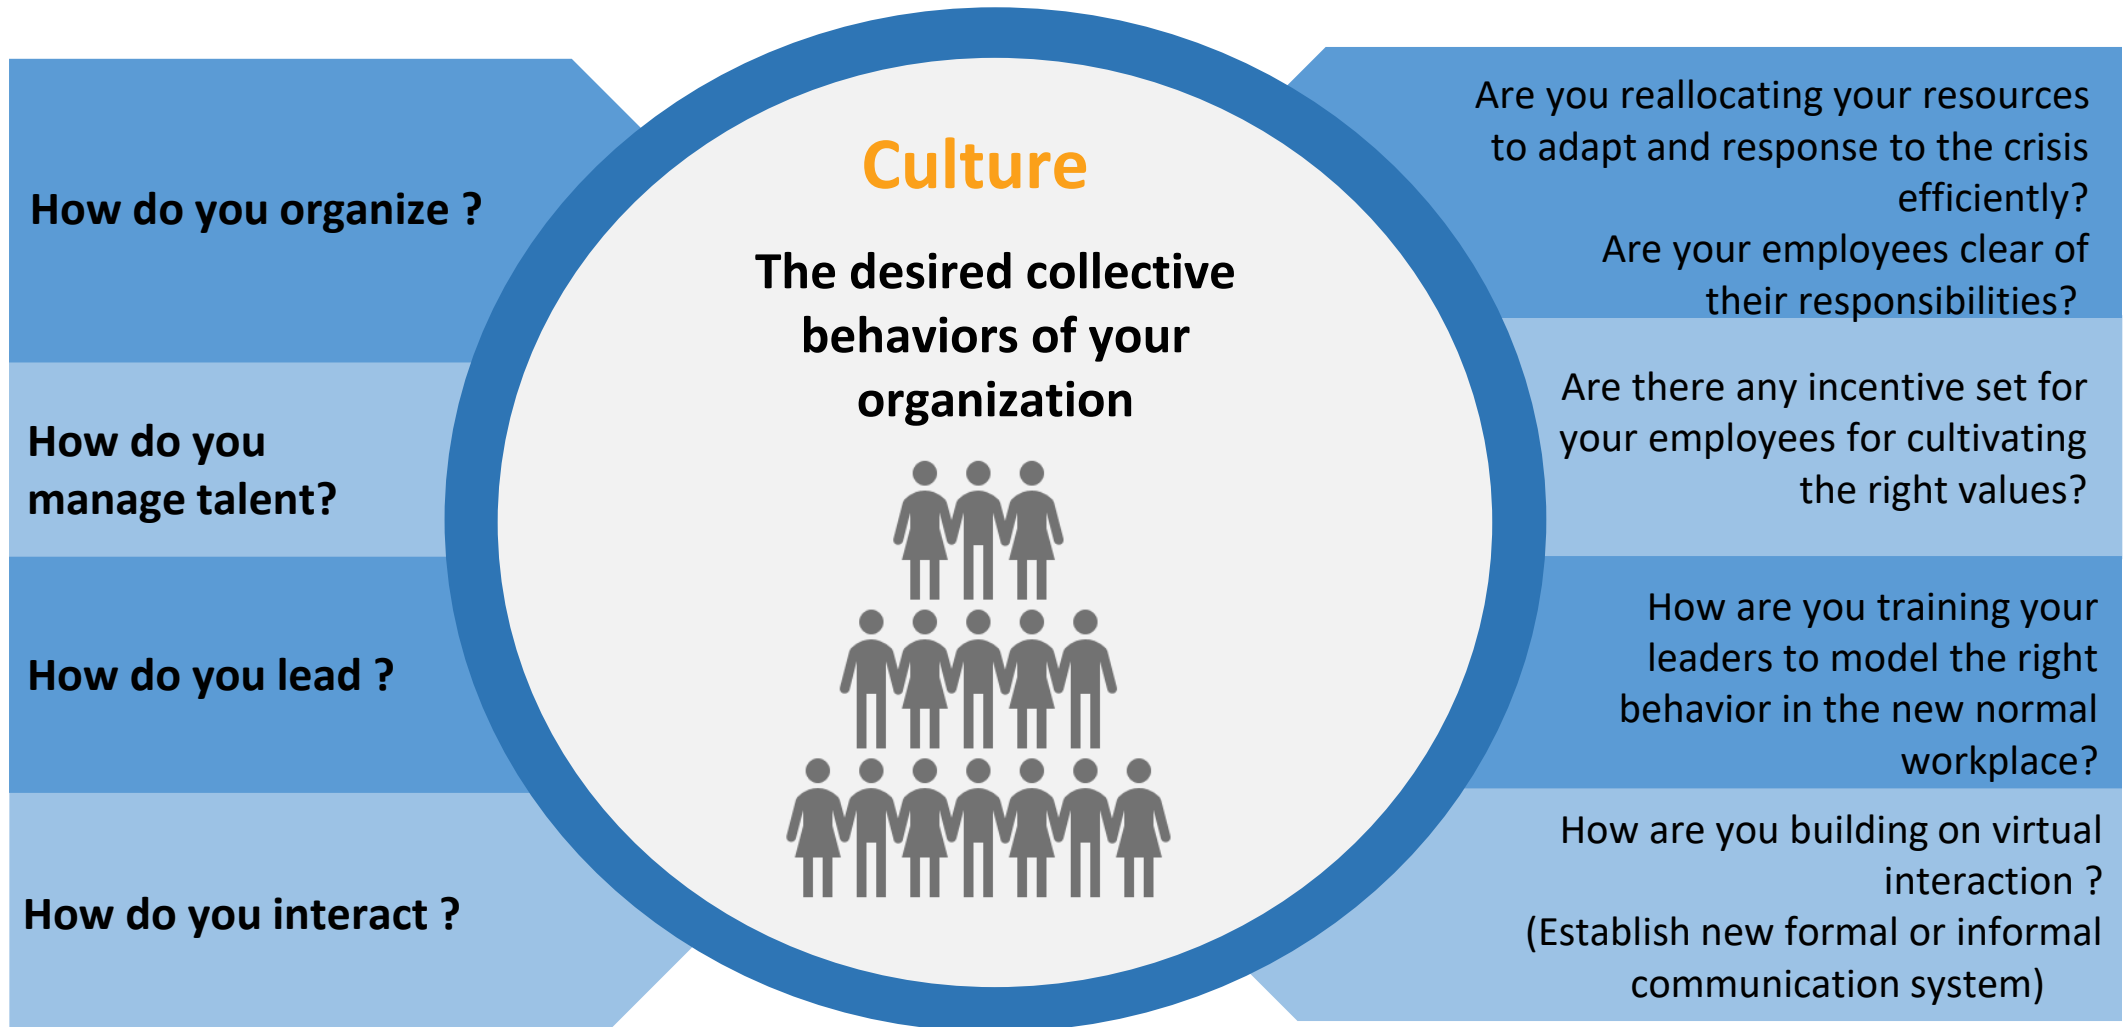 How do you organize ?
How do you
manage talent?
How do you lead ?
How do you interact ?
Culture
The desired collective
behaviors of your
organization
Are you reallocating your resources
to adapt and response to the crisis
efficiently?
Are your employees clear of
their responsibilities?
Are there any incentive set for
your employees for cultivating
the right values?
How are you training your
leaders to model the right
behavior in the new normal
workplace?
How are you building on virtual
interaction ?
(Establish new formal or informal
communication system)